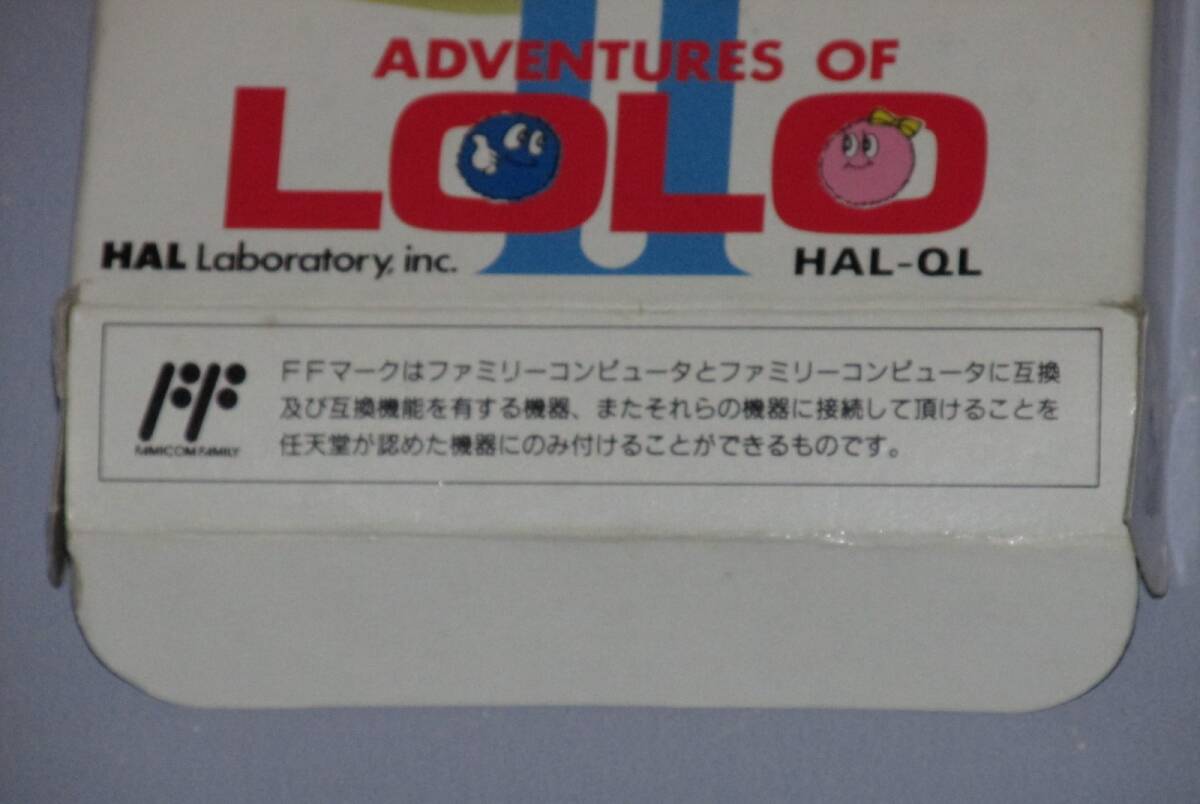 II
ADVENTURES OF
LOLO
HAL Laboratory, inc.
HAL-QL
FFマークはファミリーコンピュータとファミリーコンピュータに互換
及び互換機能を有する機器、またそれらの機器に接続して頂けることを
任天堂が認めた機器にのみ付けることができるものです。
FF
FAMICOM FAMILY